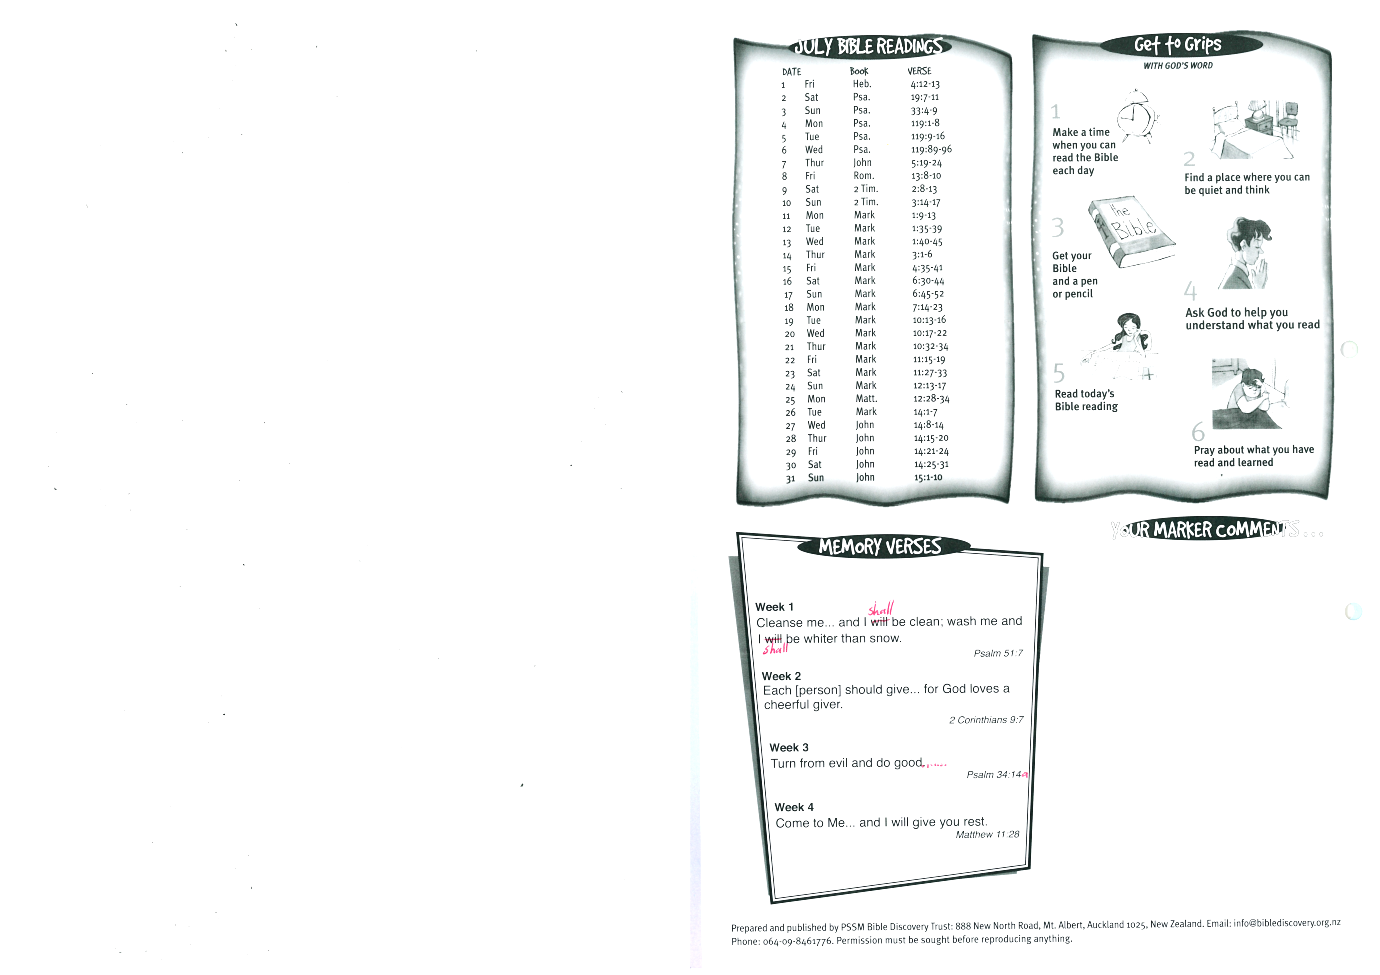 JULY BIBLE READINGS
DATE Book VERSE
1 Fri Heb. 4:12-13
2 Sat Psa. 19:7-11
3 Sun Psa. 33:4-9
4 Mon Psa. 119:1-8
5 Tue Psa. 119:9-16
6 Wed Psa. 119:89-96
7 Thur John 5:19-24
8 Fri Rom. 13:8-10
9 Sat 2 Tim. 2:8-13
10 Sun 2 Tim. 3:14-17
11 Mon Mark 1:9-13
12 Tue Mark 1:35-39
13 Wed Mark 1:40-45
14 Thur Mark 3:1-6
15 Fri Mark 4:35-41
16 Sat Mark 6:30-44
17 Sun Mark 6:45-52
18 Mon Mark 7:14-23
19 Tue Mark 10:13-16
20 Wed Mark 10:17-22
21 Thur Mark 10:32-34
22 Fri Mark 11:15-19
23 Sat Mark 11:27-33
24 Sun Mark 12:13-17
25 Mon Matt. 12:28-34
26 Tue Mark 14:1-7
27 Wed John 14:8-14
28 Thur John 14:15-20
29 Fri John 14:21-24
30 Sat John 14:25-31
31 Sun John 15:1-10
Get to Grips
WITH GOD'S WORD
1
Make a time
when you can
read the Bible
each day
2
Find a place where you can
be quiet and think
3
the
Bible
Get your
Bible
and a pen
or pencil
4
Ask God to help you
understand what you read
5
Read today's
Bible reading
6
Pray about what you have
read and learned
YOUR MARKER COMMENTS...
MEMORY VERSES
Week 1
shall
Cleanse me... and I will be clean; wash me and
I will be whiter than snow.
shall
Psalm 51:7
Week 2
Each [person] should give... for God loves a
cheerful giver.
2 Corinthians 9:7
Week 3
Turn from evil and do good......
Psalm 34:14a
Week 4
Come to Me... and I will give you rest.
Matthew 11:28
Prepared and published by PSSM Bible Discovery Trust: 888 New North Road, Mt. Albert, Auckland 1025, New Zealand. Email: info@biblediscovery.org.nz
Phone: 064-09-8461776. Permission must be sought before reproducing anything.